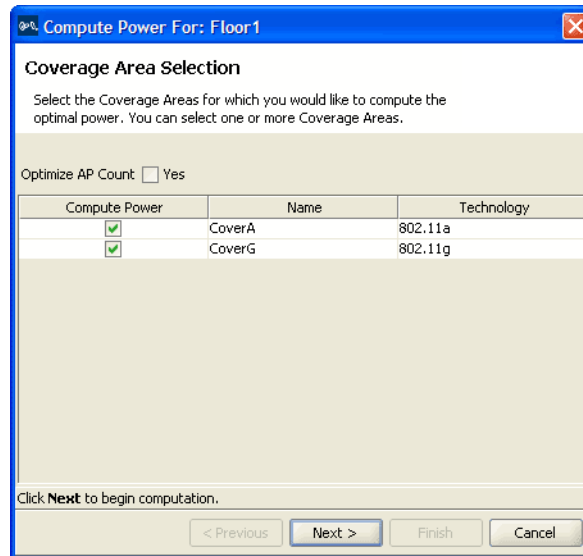 Compute Power For: Floor1
Coverage Area Selection
Select the Coverage Areas for which you would like to compute the
optimal power. You can select one or more Coverage Areas.
Optimize AP Count Yes
Compute Power Name Technology
CoverA 802.11a
CoverG 802.11g
Click Next to begin computation.
< Previous Next > Finish Cancel